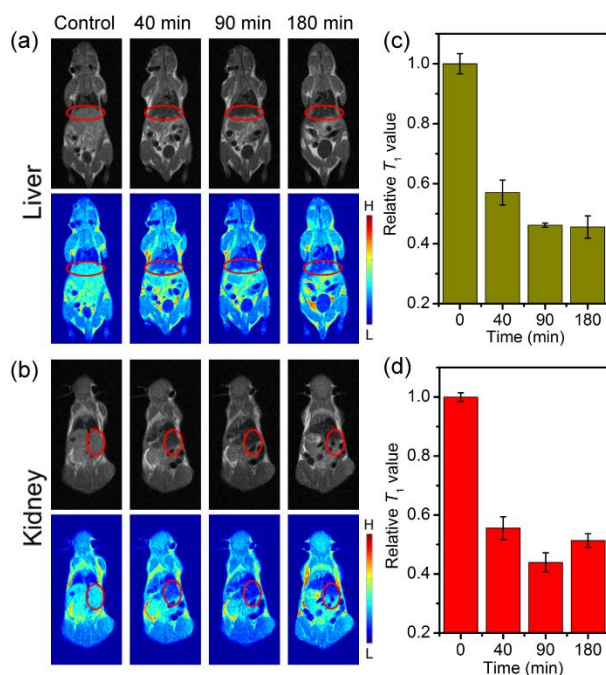 Control 40 min 90 min 180 min
(a)
Liver
H
L
(b)
Kidney
H
L
(c)
1.0
0.8
0.6
0.4
0.2
Relative T₁ value
0 40 90 180
Time (min)
(d)
1.0
0.8
0.6
0.4
0.2
Relative T₁ value
0 40 90 180
Time (min)